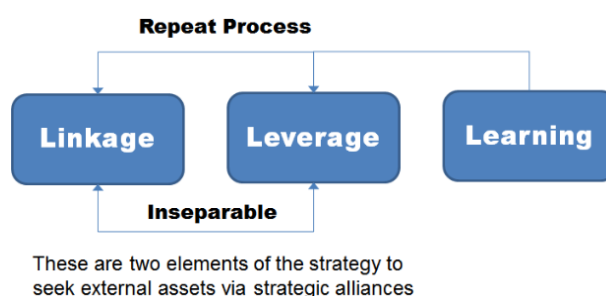 Repeat Process
Linkage
Leverage
Learning
Inseparable
These are two elements of the strategy to
seek external assets via strategic alliances